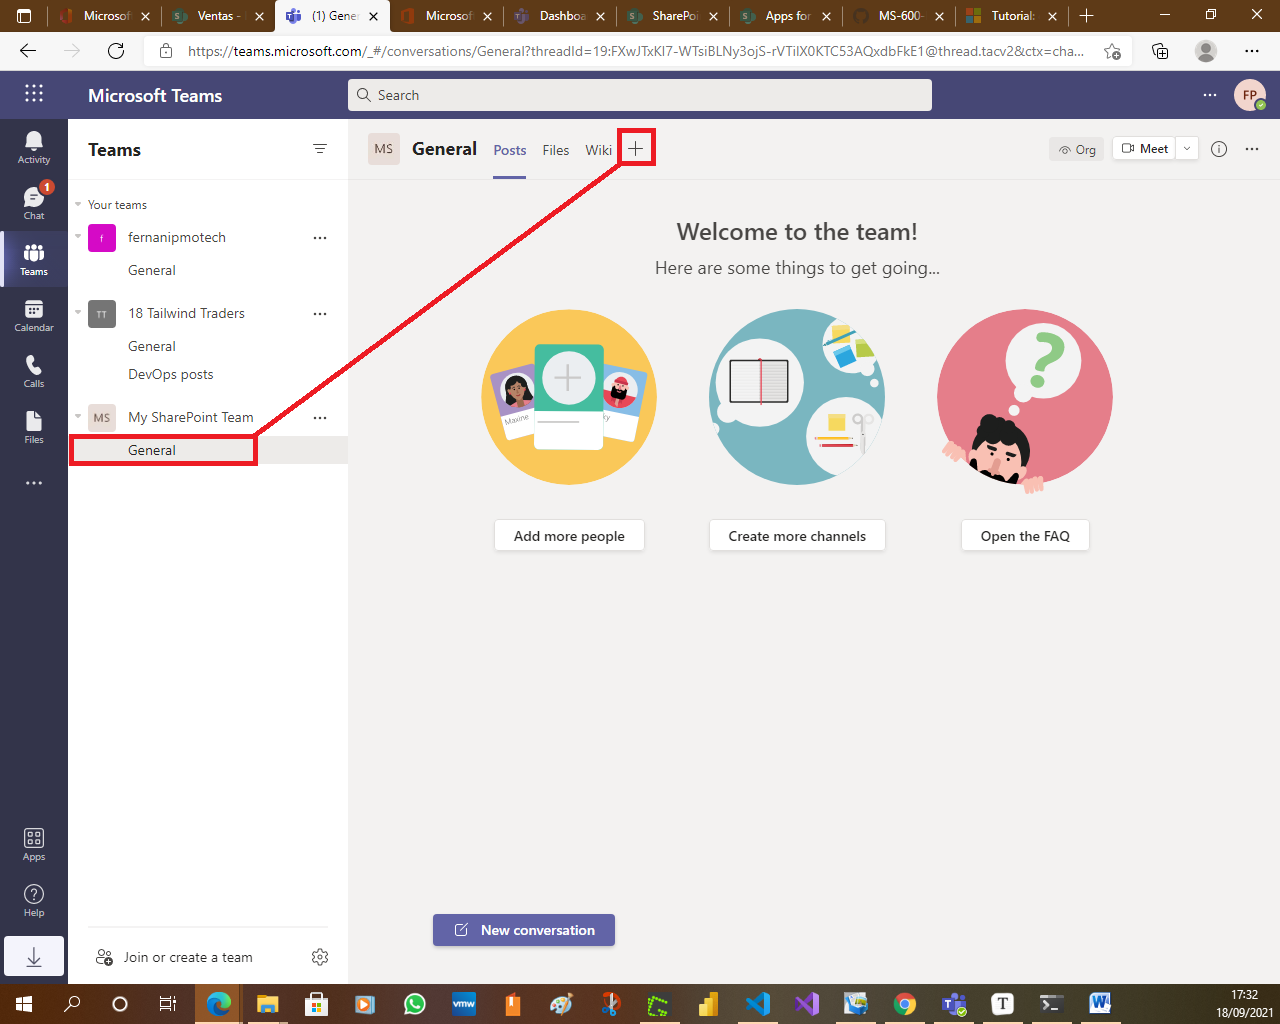 Microsof
Ventas -
(1) Gener
Microsof
Dashboa
SharePoi
Apps for
MS-600-
Tutorial:
https://teams.microsoft.com/_#/conversations/General?threadId=19:FXwJTxKl7-WTsiBLNy3ojS-rVTilX0KTC53AQxdbFkE1@thread.tacv2&ctx=cha...
Microsoft Teams
Search
FP
Activity
1
Chat
Teams
Calendar
Calls
Files
Apps
Help
Teams
Your teams
f
fernanipmotech
General
TT
18 Tailwind Traders
General
DevOps posts
MS
My SharePoint Team
General
Join or create a team
MS
General
Posts
Files
Wiki
Org
Meet
Welcome to the team!
Here are some things to get going...
Maxine
ky
Add more people
Create more channels
Open the FAQ
New conversation
vmw
T
17:32
18/09/2021